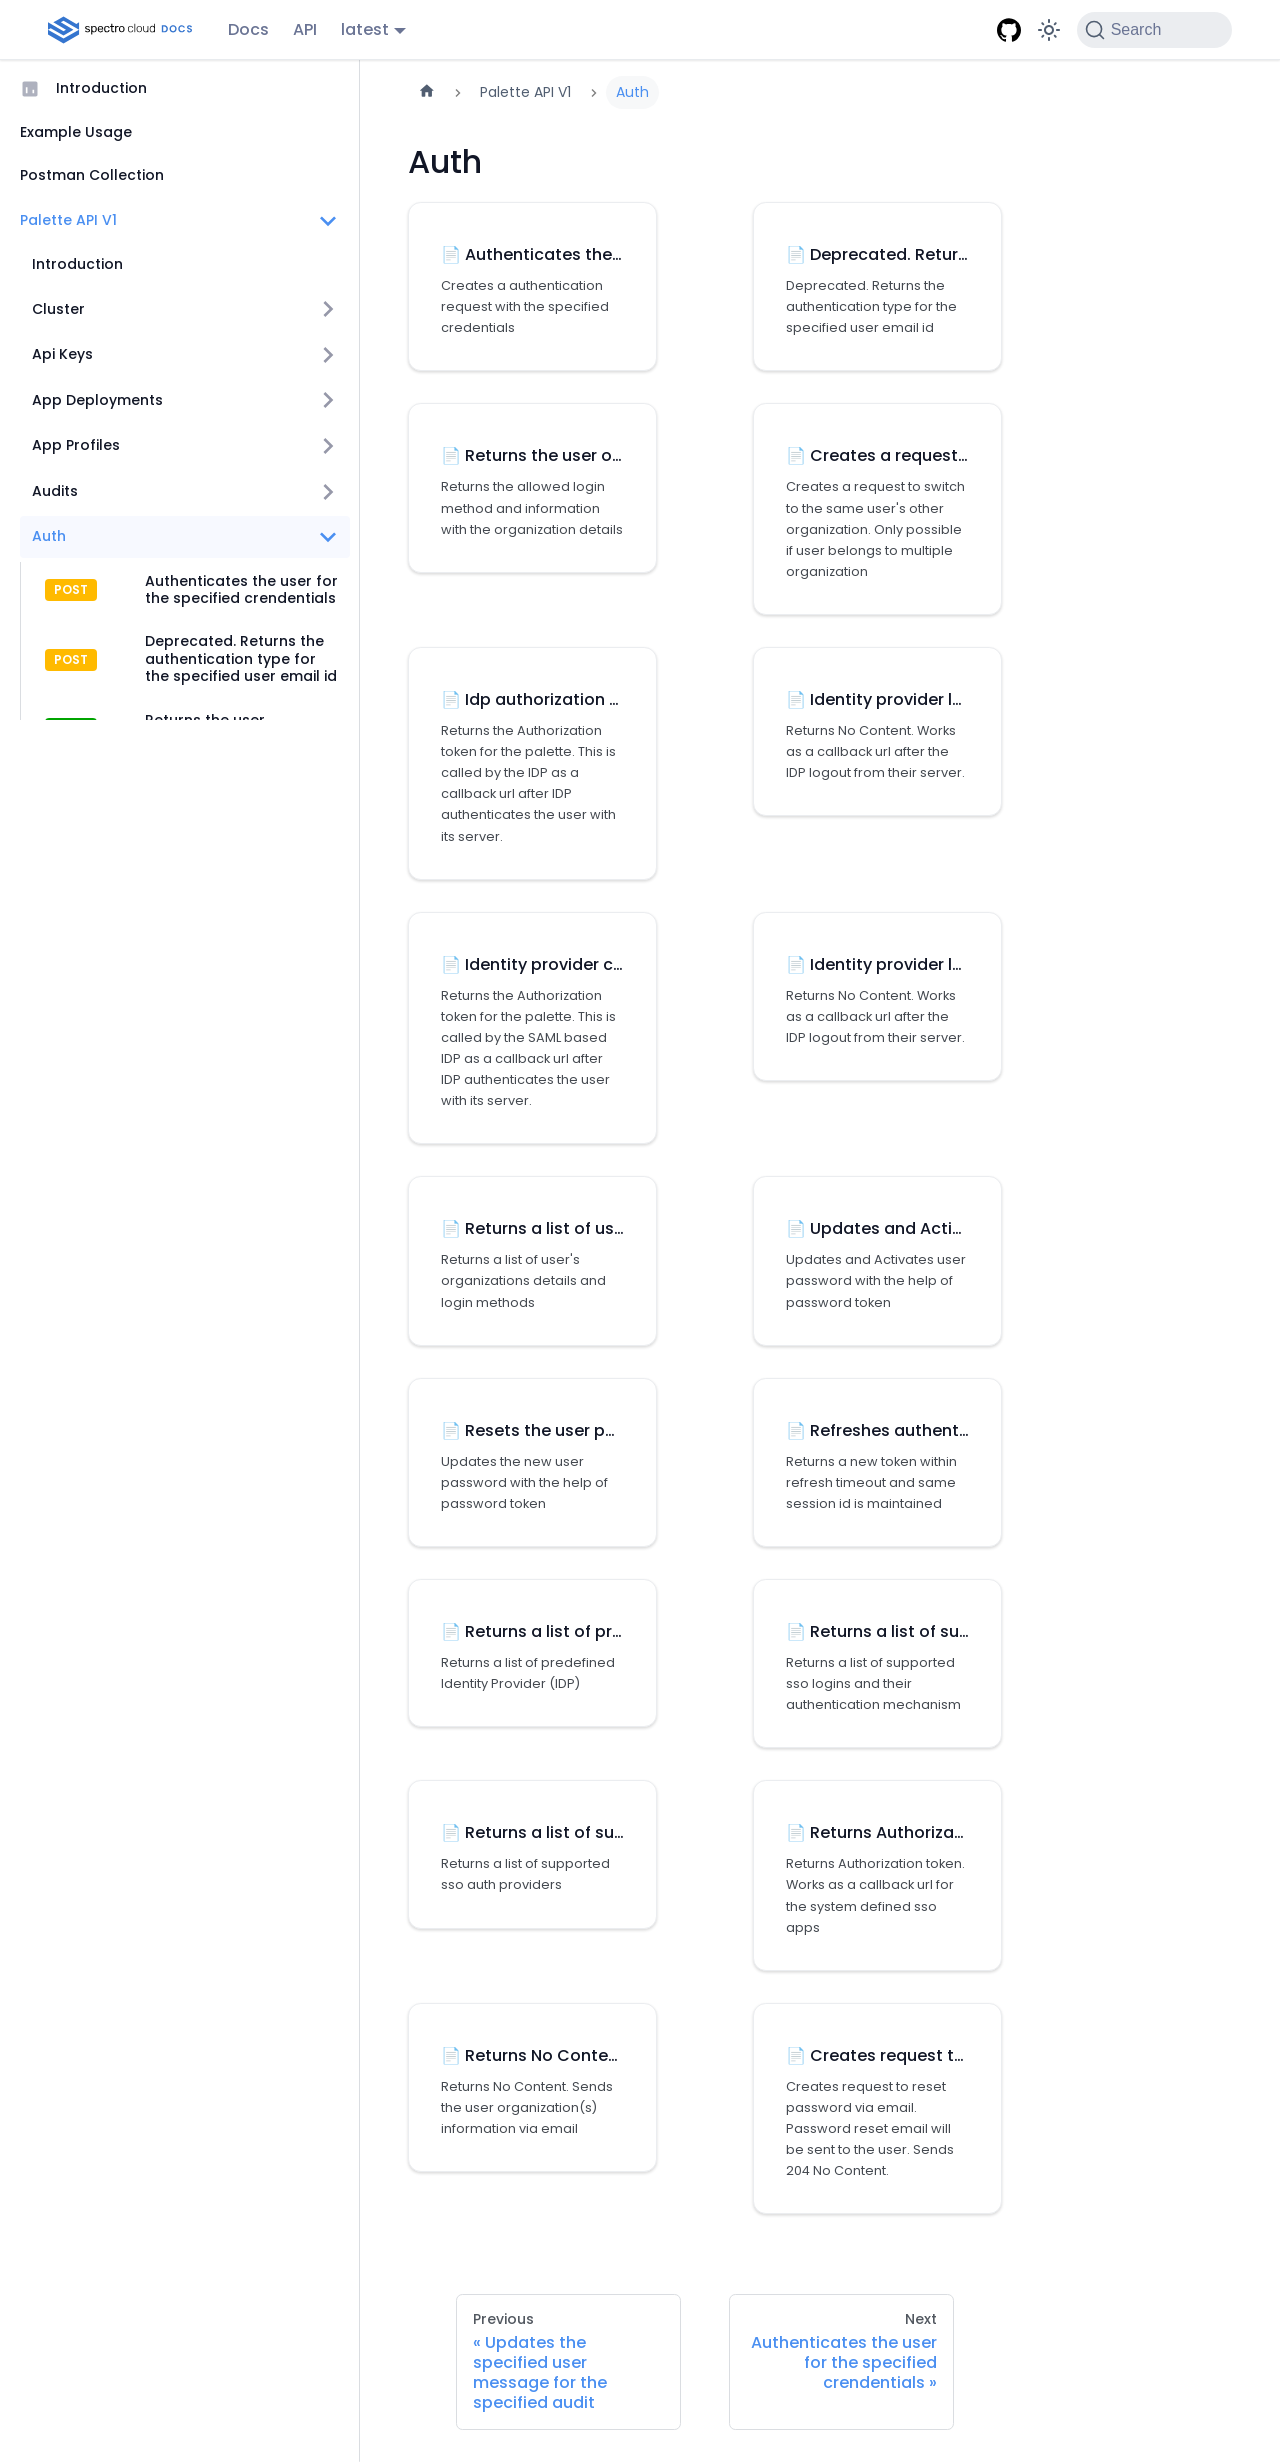 spectro cloud DOCS
Docs
API
latest
Search
Introduction
Example Usage
Postman Collection
Palette API V1
Introduction
Cluster
Api Keys
App Deployments
App Profiles
Audits
Auth
POST
Authenticates the user for
the specified crendentials
POST
Deprecated. Returns the
authentication type for
the specified user email id
Returns the user
Palette API V1
Auth
Auth
Authenticates the...
Creates a authentication
request with the specified
credentials
Deprecated. Retur...
Deprecated. Returns the
authentication type for the
specified user email id
Returns the user o...
Returns the allowed login
method and information
with the organization details
Creates a request...
Creates a request to switch
to the same user's other
organization. Only possible
if user belongs to multiple
organization
Idp authorization ...
Returns the Authorization
token for the palette. This is
called by the IDP as a
callback url after IDP
authenticates the user with
its server.
Identity provider l...
Returns No Content. Works
as a callback url after the
IDP logout from their server.
Identity provider c...
Returns the Authorization
token for the palette. This is
called by the SAML based
IDP as a callback url after
IDP authenticates the user
with its server.
Identity provider l...
Returns No Content. Works
as a callback url after the
IDP logout from their server.
Returns a list of us...
Returns a list of user's
organizations details and
login methods
Updates and Acti...
Updates and Activates user
password with the help of
password token
Resets the user p...
Updates the new user
password with the help of
password token
Refreshes authent...
Returns a new token within
refresh timeout and same
session id is maintained
Returns a list of pr...
Returns a list of predefined
Identity Provider (IDP)
Returns a list of su...
Returns a list of supported
sso logins and their
authentication mechanism
Returns a list of su...
Returns a list of supported
sso auth providers
Returns Authoriza...
Returns Authorization token.
Works as a callback url for
the system defined sso
apps
Returns No Conte...
Returns No Content. Sends
the user organization(s)
information via email
Creates request t...
Creates request to reset
password via email.
Password reset email will
be sent to the user. Sends
204 No Content.
Previous
« Updates the
specified user
message for the
specified audit
Next
Authenticates the user
for the specified
crendentials »